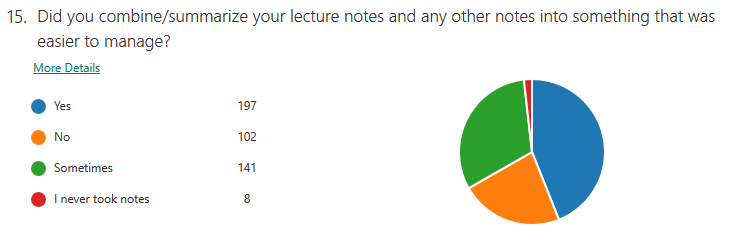 15. Did you combine/summarize your lecture notes and any other notes into something that was
easier to manage?
More Details
Yes 197
No 102
Sometimes 141
I never took notes 8